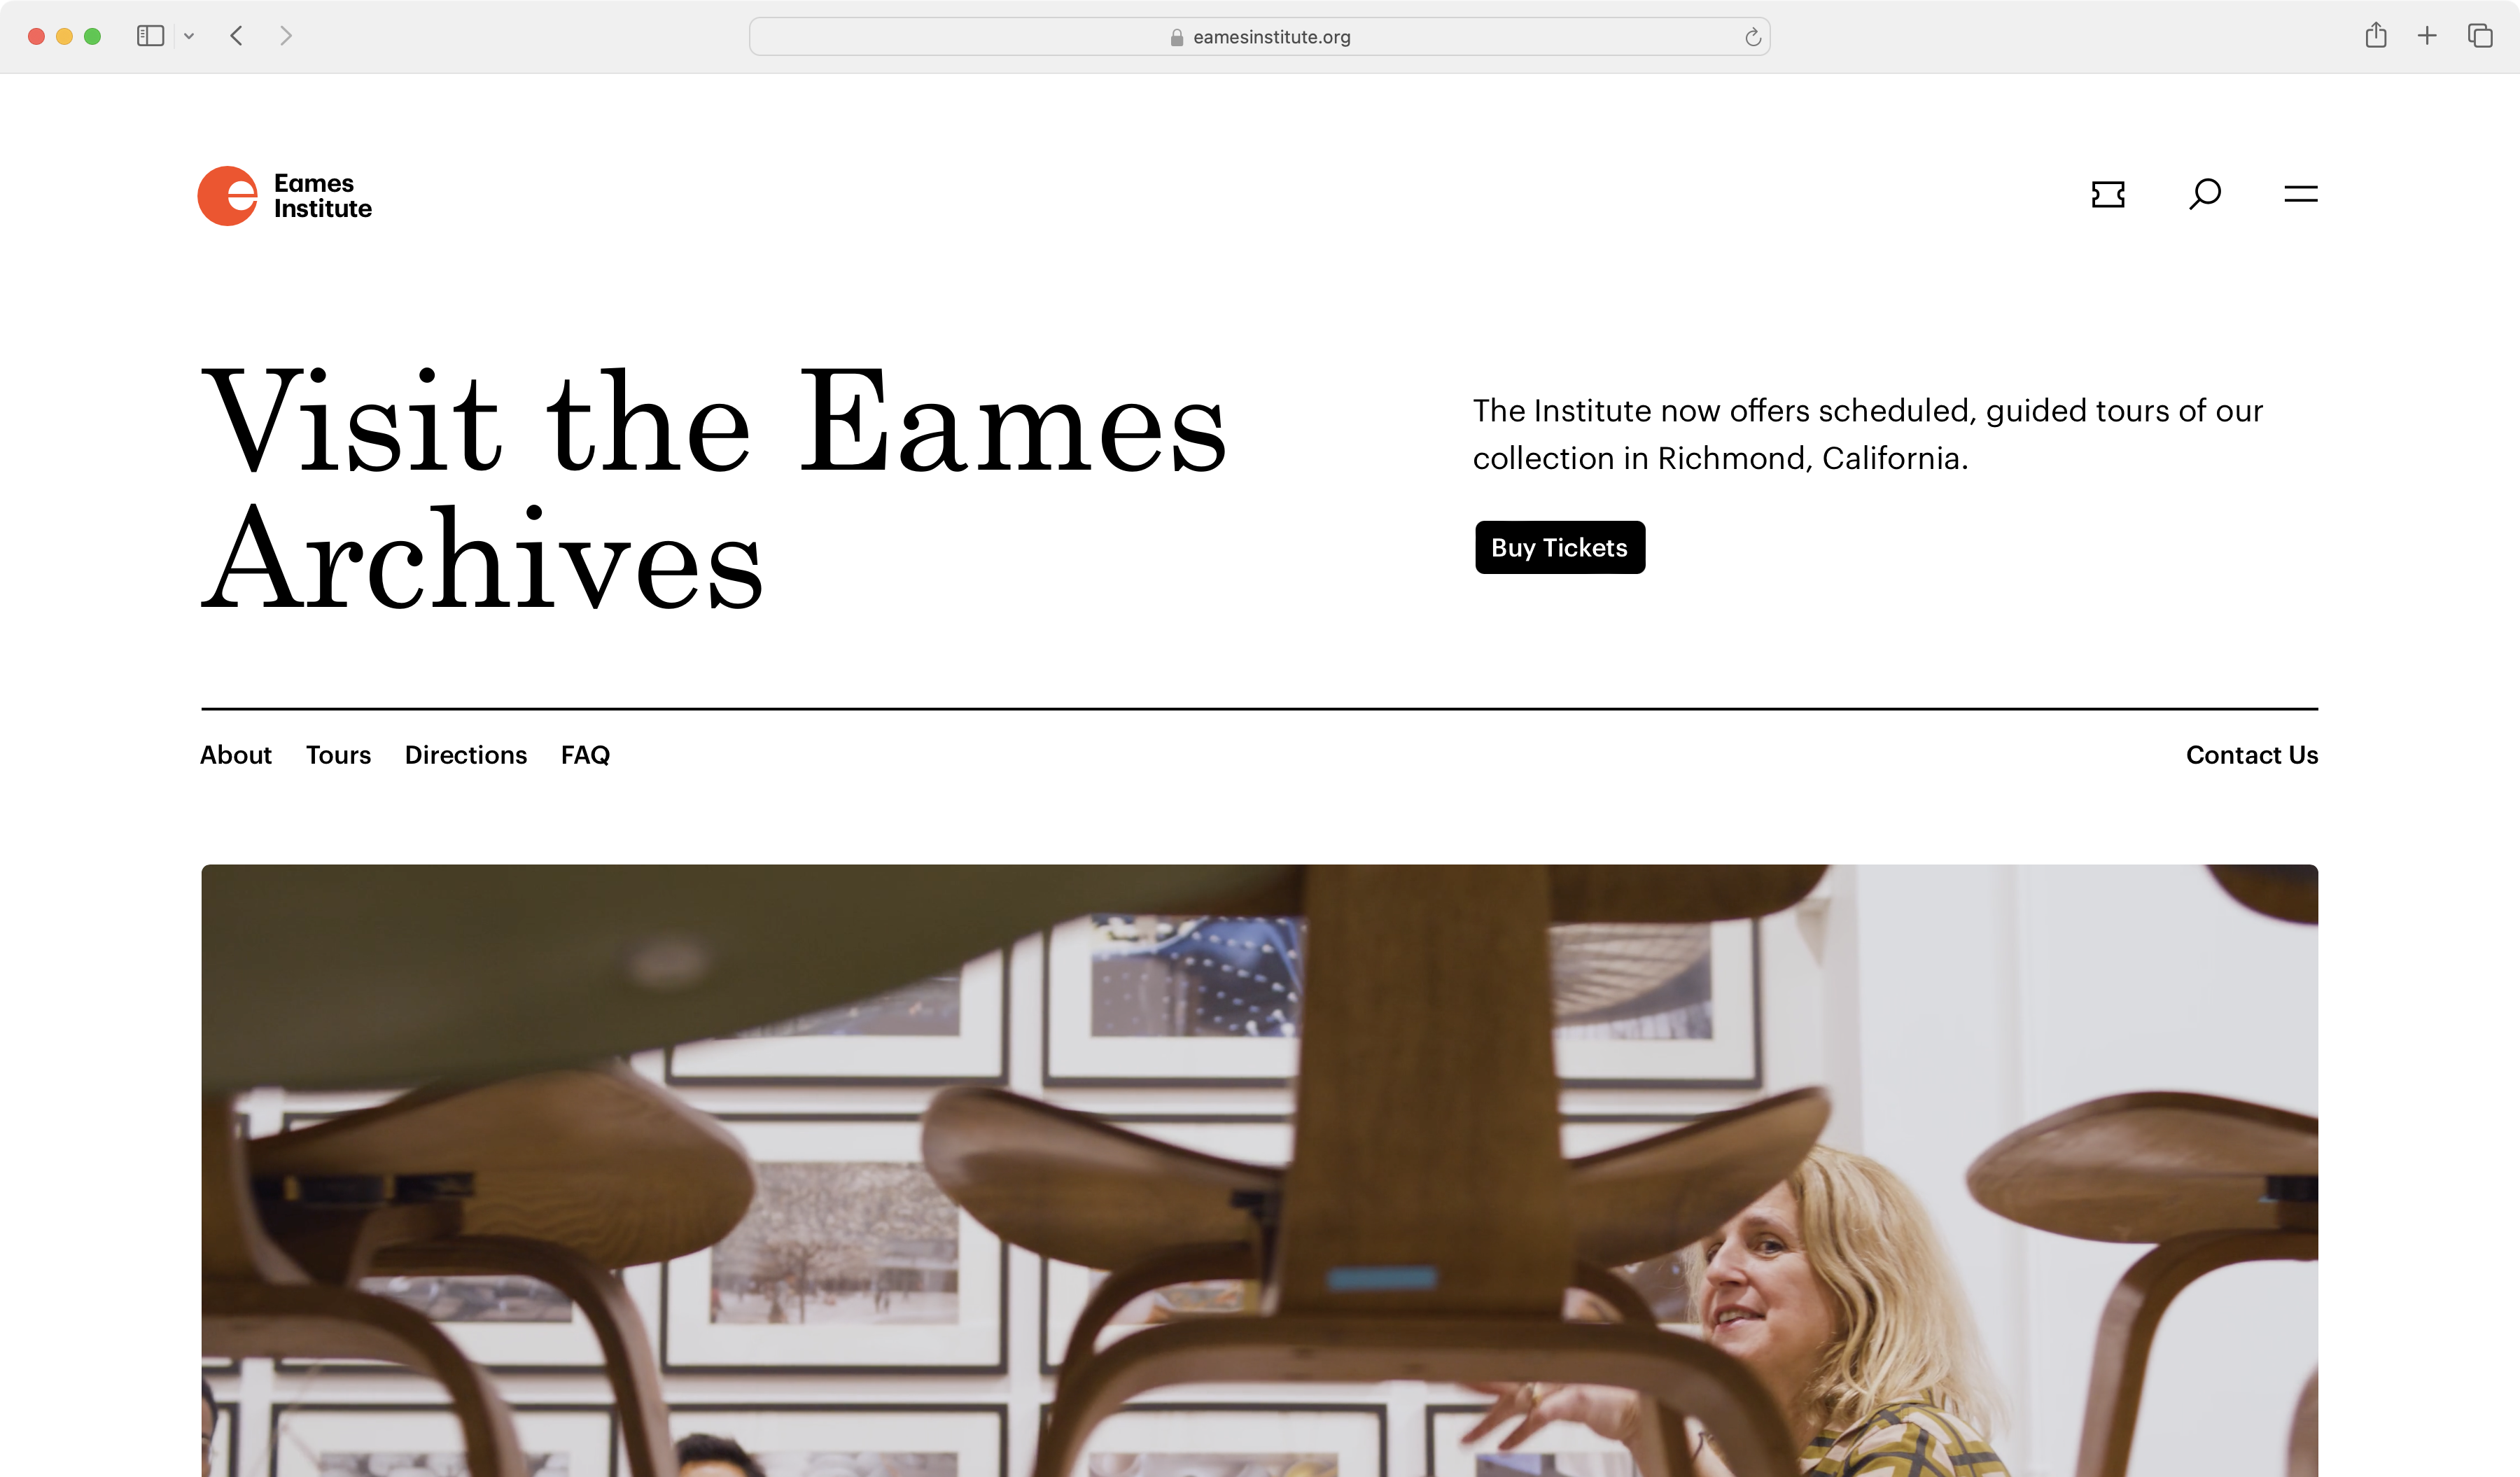 eamesinstitute.org
Eames
Institute
Visit the Eames
Archives
The Institute now offers scheduled, guided tours of our
collection in Richmond, California.
Buy Tickets
About Tours Directions FAQ Contact Us